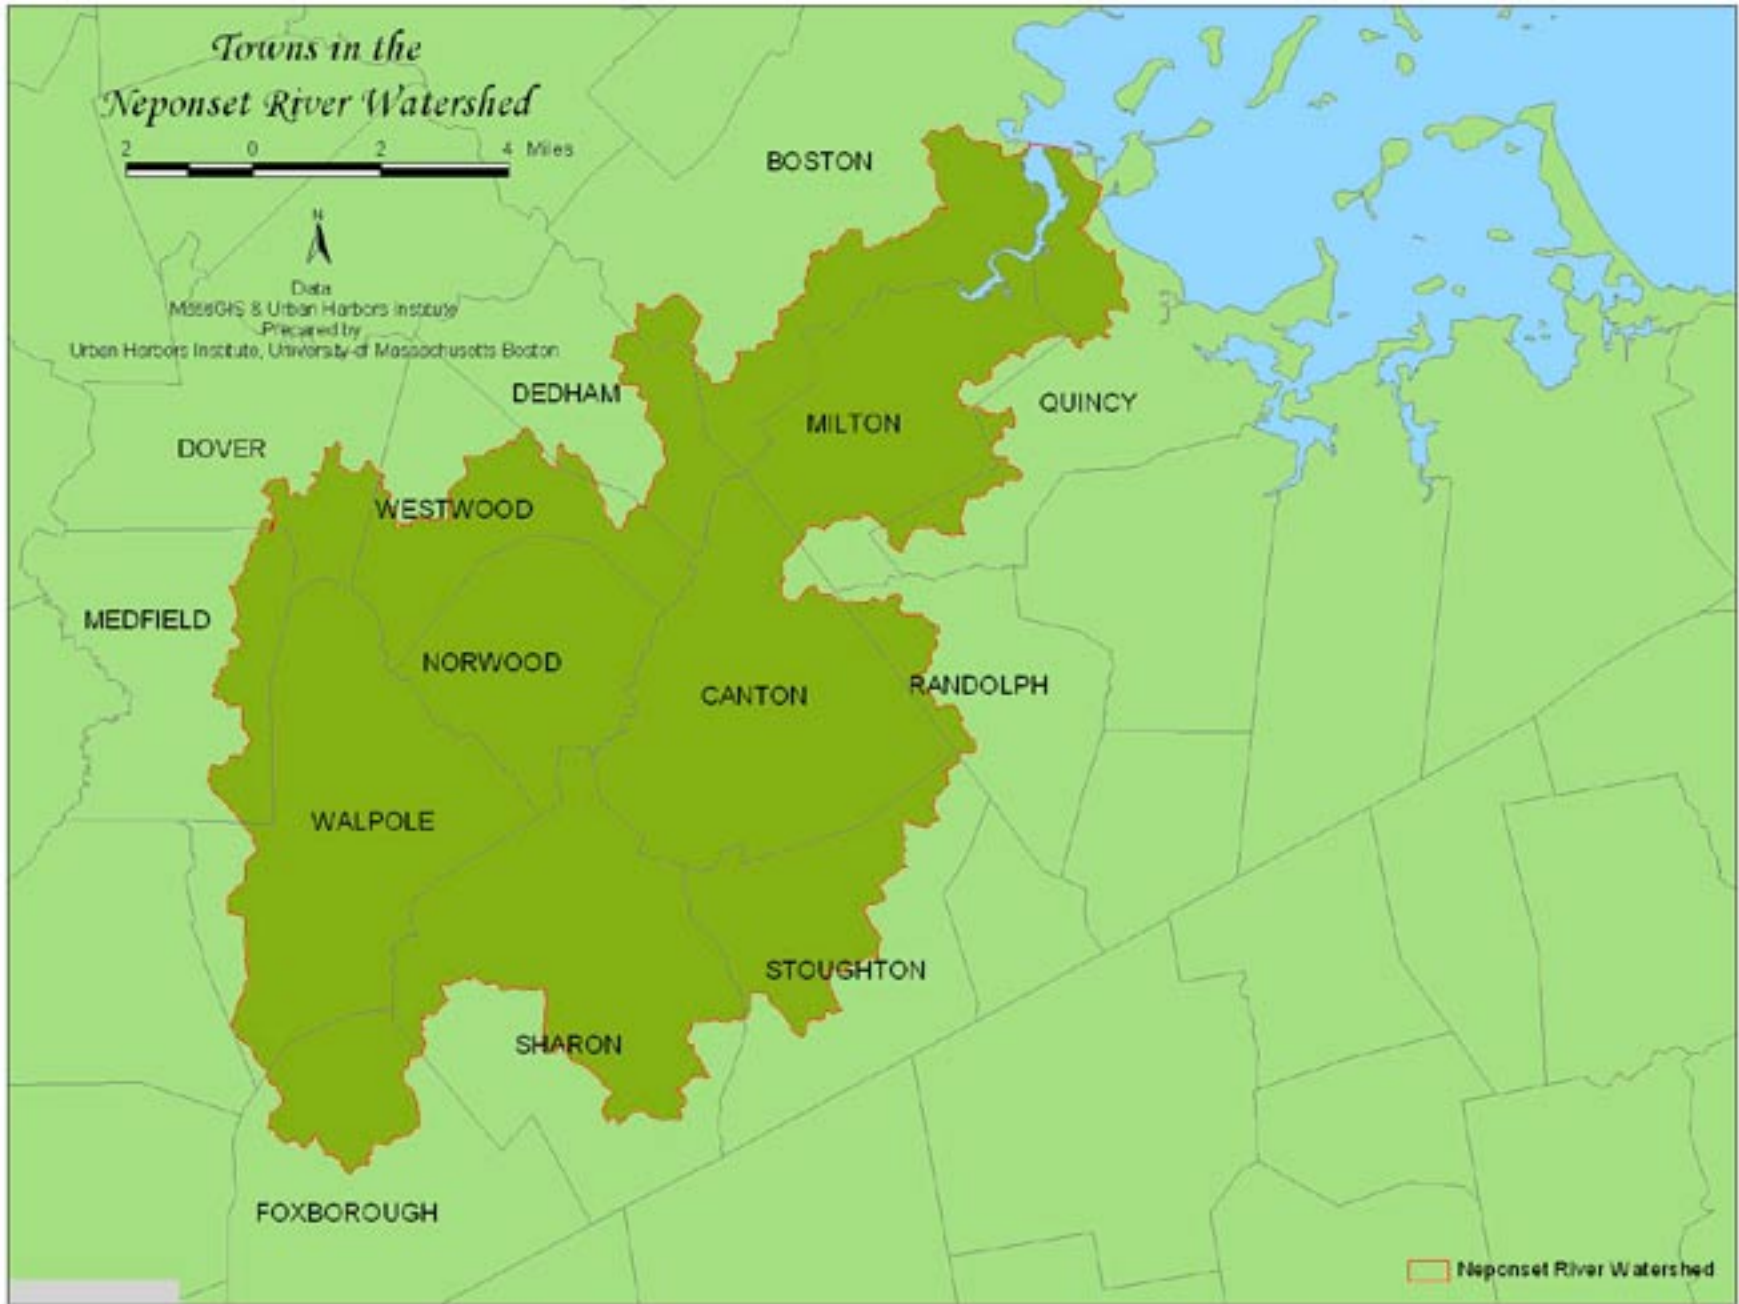 Towns in the
Neponset River Watershed
2 0 2 4 Miles
N
Data
MassGIS & Urban Harbors Institute
Prepared by
Urban Harbors Institute, University of Massachusetts Boston
BOSTON
DEDHAM
QUINCY
MILTON
DOVER
WESTWOOD
MEDFIELD
NORWOOD
RANDOLPH
CANTON
WALPOLE
STOUGHTON
SHARON
FOXBOROUGH
Neponset River Watershed